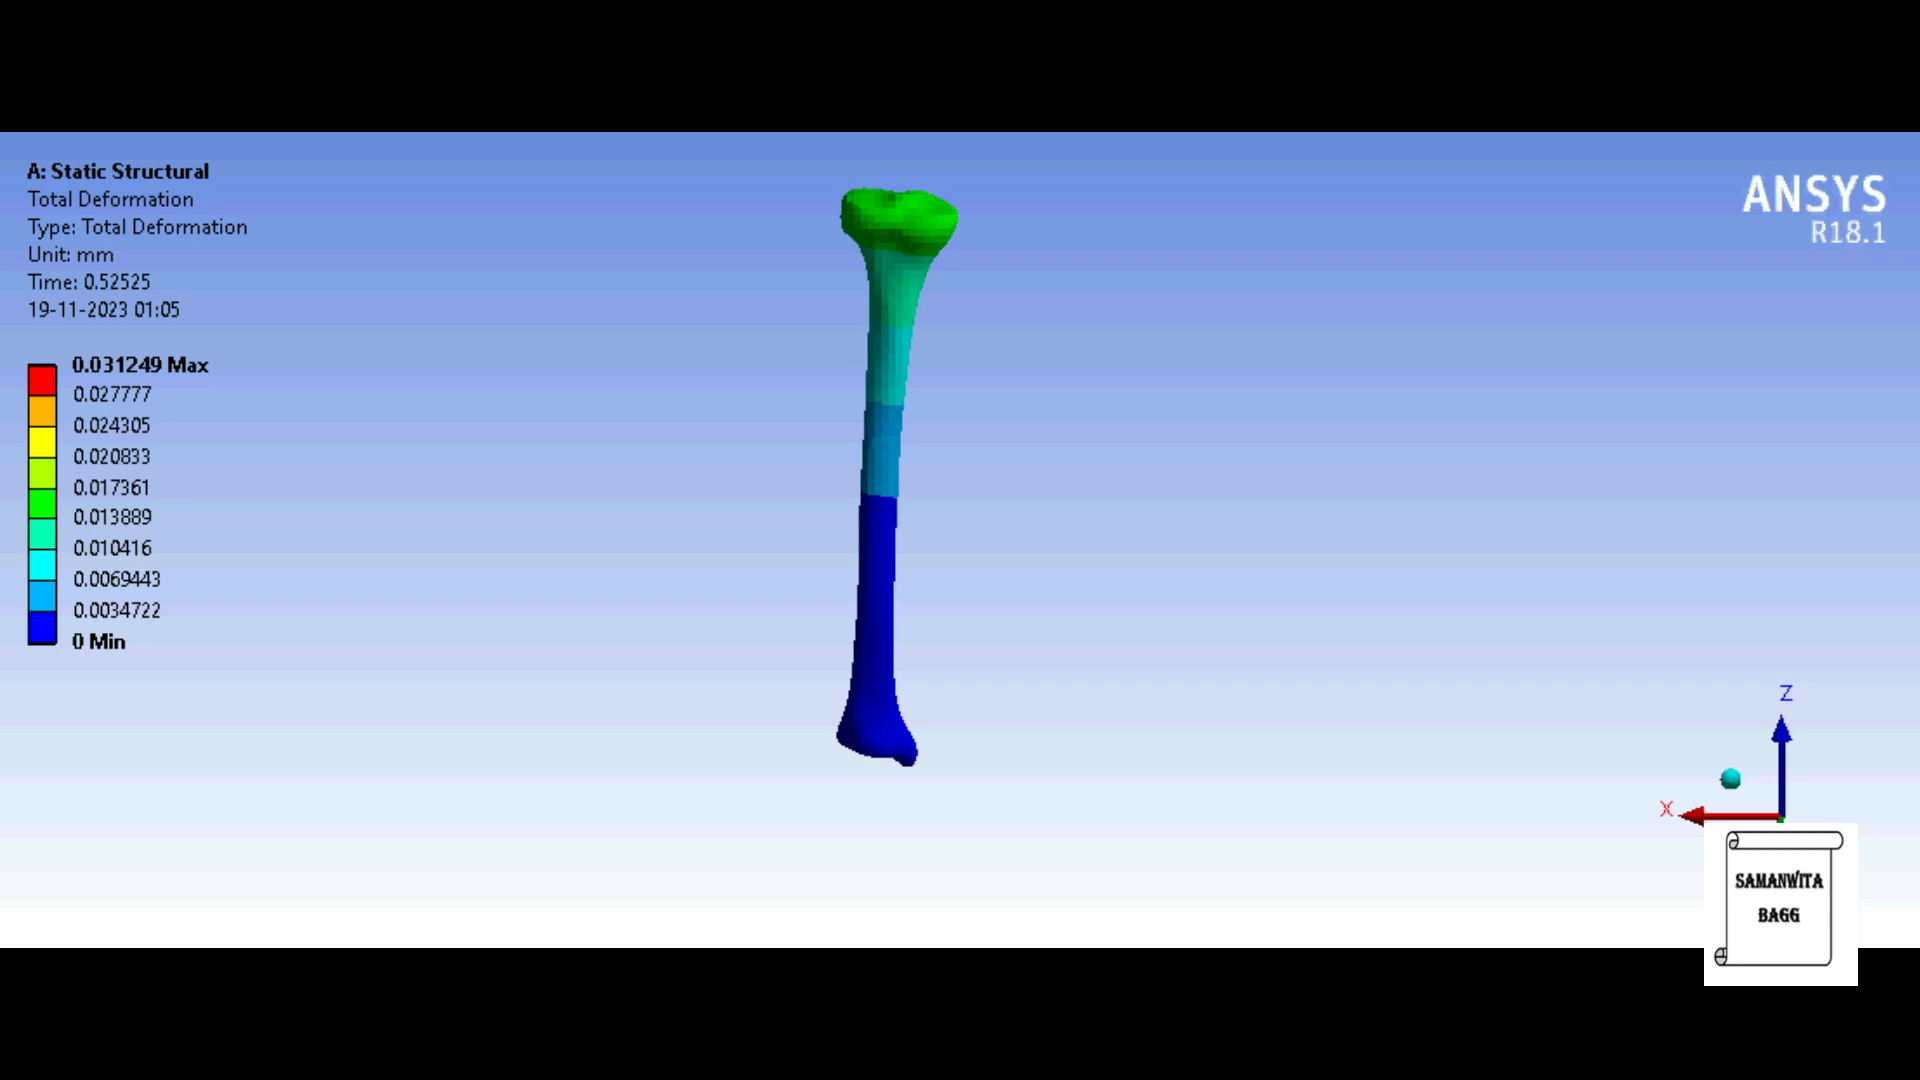 A: Static Structural
Total Deformation
Type: Total Deformation
Unit: mm
Time: 0.52525
19-11-2023 01:05
0.031249 Max
0.027777
0.024305
0.020833
0.017361
0.013889
0.010416
0.0069443
0.0034722
0 Min
ANSYS
R18.1
Z
X
SAMANWITA
BAGG